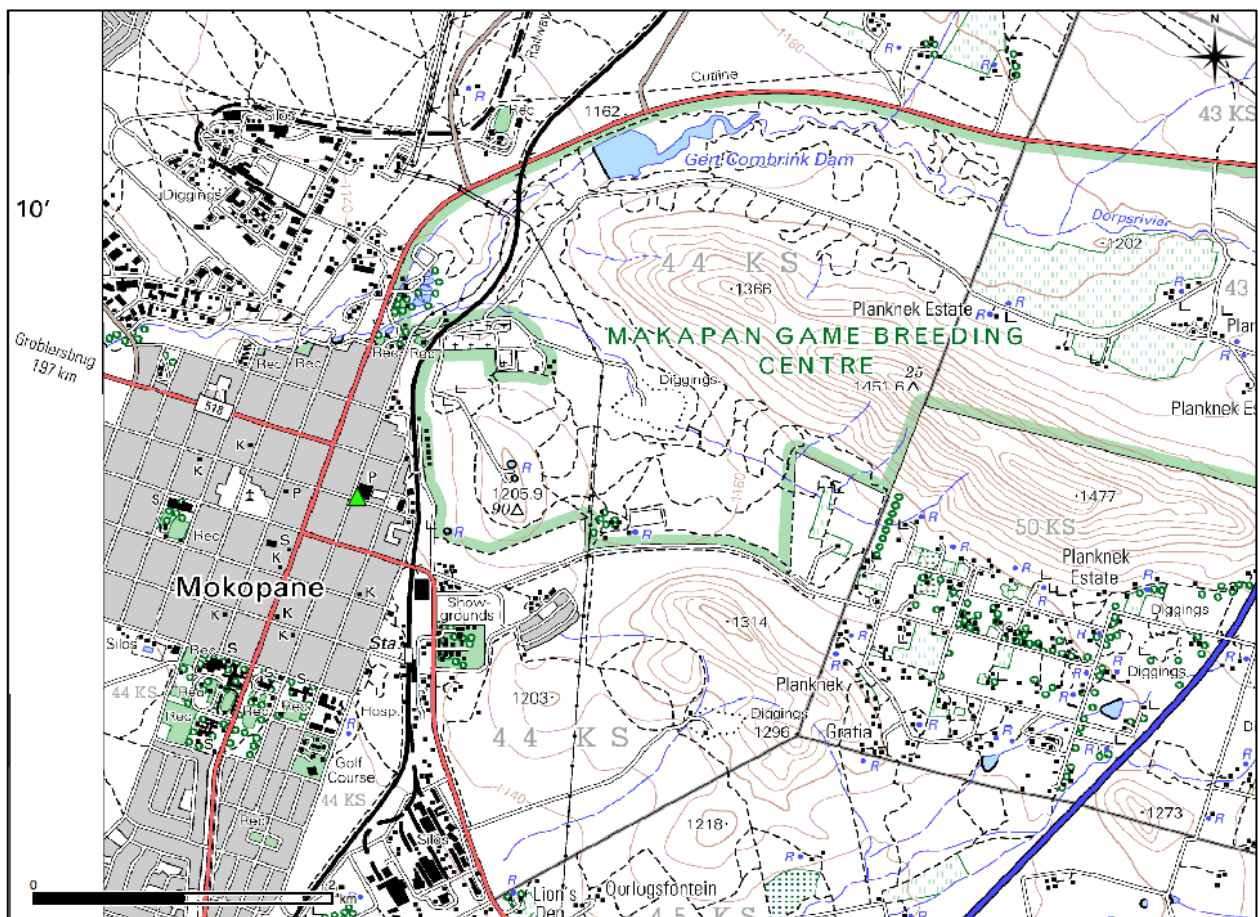 N
1160
R
R
Cutline
Railway
R
Rec
1162
43 KS
Silos
Gert Combrink Dam
Diggings
1140
10'
Dorpsrivier
1202
44 KS
R
43
1366
Planknek Estate
R
R
Groblersbrug
197 km
Rec
Rec
Rec
Rec
MAKAPAN GAME BREEDING
CENTRE
25
1451.6
Diggings
518
K
K
P
P
S
R
1205.9
90
1160
1477
R
R
R
50 KS
Rec
S
K
K
K
K
Planknek
Estate
R
R
Mokopane
Show-
grounds
1314
Diggings
R
R
Sta
Silos
Rec
S
S
Diggings
44 KS
Rec
Rec
Rec
Rec
Hosp
R
R
1203
Planknek
Diggings
1296
Grafia
44 KS
R
R
R
S
Golf
Course
44 KS
1140
1218
1273
R
Rec
Silos
R
0
2
km
R
Lion's
Den
Oorlogsfontein
45 KS
R
R